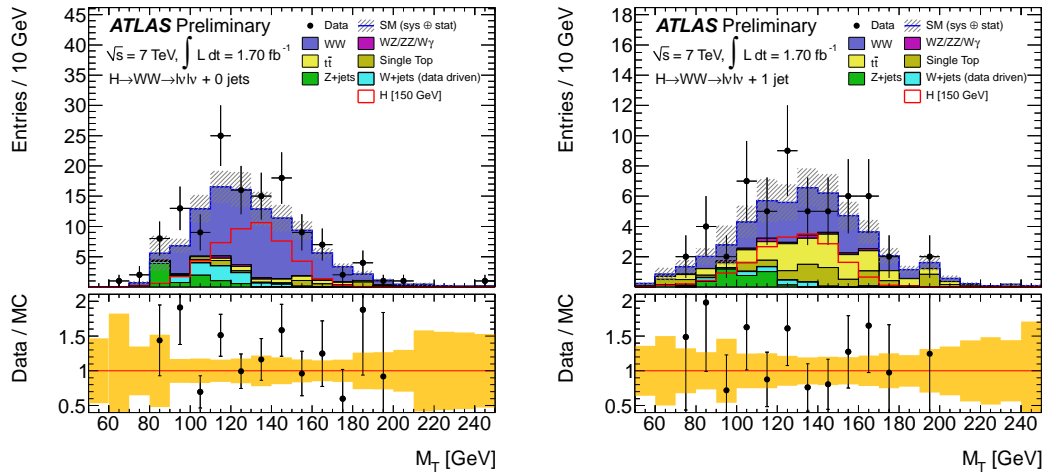 ATLAS Preliminary
√s = 7 TeV, ∫ L dt = 1.70 fb⁻¹
H→WW→lνlν + 0 jets
Data
SM (sys ⊕ stat)
WW
WZ/ZZ/Wγ
tt̄
Single Top
Z+jets
W+jets (data driven)
H [150 GeV]
Entries / 10 GeV
45
40
35
30
25
20
15
10
5
Data / MC
2
1.5
1
0.5
60 80 100 120 140 160 180 200 220 240
M_T [GeV]
ATLAS Preliminary
√s = 7 TeV, ∫ L dt = 1.70 fb⁻¹
H→WW→lνlν + 1 jet
Data
SM (sys ⊕ stat)
WW
WZ/ZZ/Wγ
tt̄
Single Top
Z+jets
W+jets (data driven)
H [150 GeV]
Entries / 10 GeV
18
16
14
12
10
8
6
4
2
Data / MC
2
1.5
1
0.5
60 80 100 120 140 160 180 200 220 240
M_T [GeV]